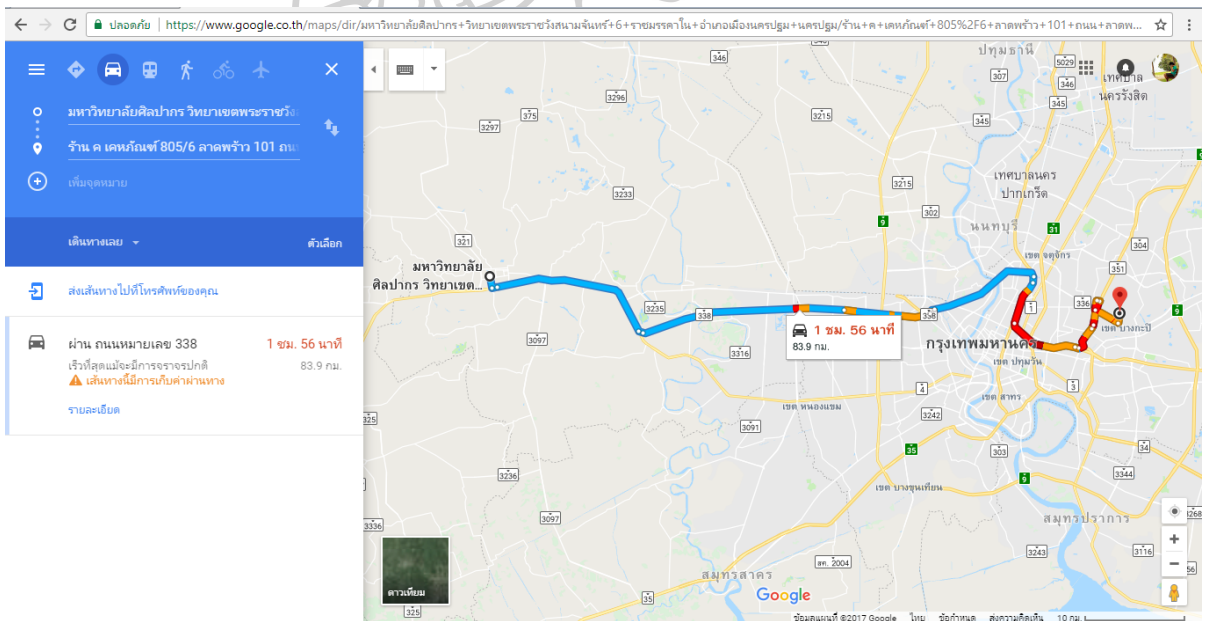 ปลอดภัย | https://www.google.co.th/maps/dir/มหาวิทยาลัยศิลปากร+วิทยาเขตพระราชวังสนามจันทร์+6+ราชมรรคาใน+อำเภอเมืองนครปฐม+นครปฐม/ร้าน+ค+เคหภัณฑ์+805%2F6+ลาดพร้าว+101+ถนน+ลาดพ...
มหาวิทยาลัยศิลปากร วิทยาเขตพระราชวัง
ร้าน ค เคหภัณฑ์ 805/6 ลาดพร้าว 101 ถน
เพิ่มจุดหมาย
เดินทางเลย
ตัวเลือก
ส่งเส้นทางไปที่โทรศัพท์ของคุณ
ผ่าน ถนนหมายเลข 338
1 ชม. 56 นาที
เร็วที่สุดแม้จะมีการจราจรปกติ
83.9 กม.
เส้นทางนี้มีการเก็บค่าผ่านทาง
รายละเอียด
346
346
ปทุมธานี
5029
307
346
เทศบาล
นครรังสิต
345
3296
375
3297
3215
345
3215
เทศบาลนคร
ปากเกร็ด
3233
302
9
นนทบุรี
31
304
321
เขต จตุจักร
351
มหาวิทยาลัย
ศิลปากร วิทยาเขต...
3235
338
338
1
336
9
เขต บางกะปิ
1 ชม. 56 นาที
83.9 กม.
กรุงเทพมหานคร
3097
3316
เขต ปทุมวัน
4
3
เขต สาทร
325
เขต หนองแขม
3242
3091
35
303
34
3236
3344
เขต บางขุนเทียน
9
3097
3336
สมุทรปราการ
3268
3243
3116
สท. 2004
สมุทรสาคร
56
35
ดาวเทียม
325
Google
ข้อมูลแผนที่ ©2017 Google ไทย ข้อกำหนด ส่งความคิดเห็น 10 กม.